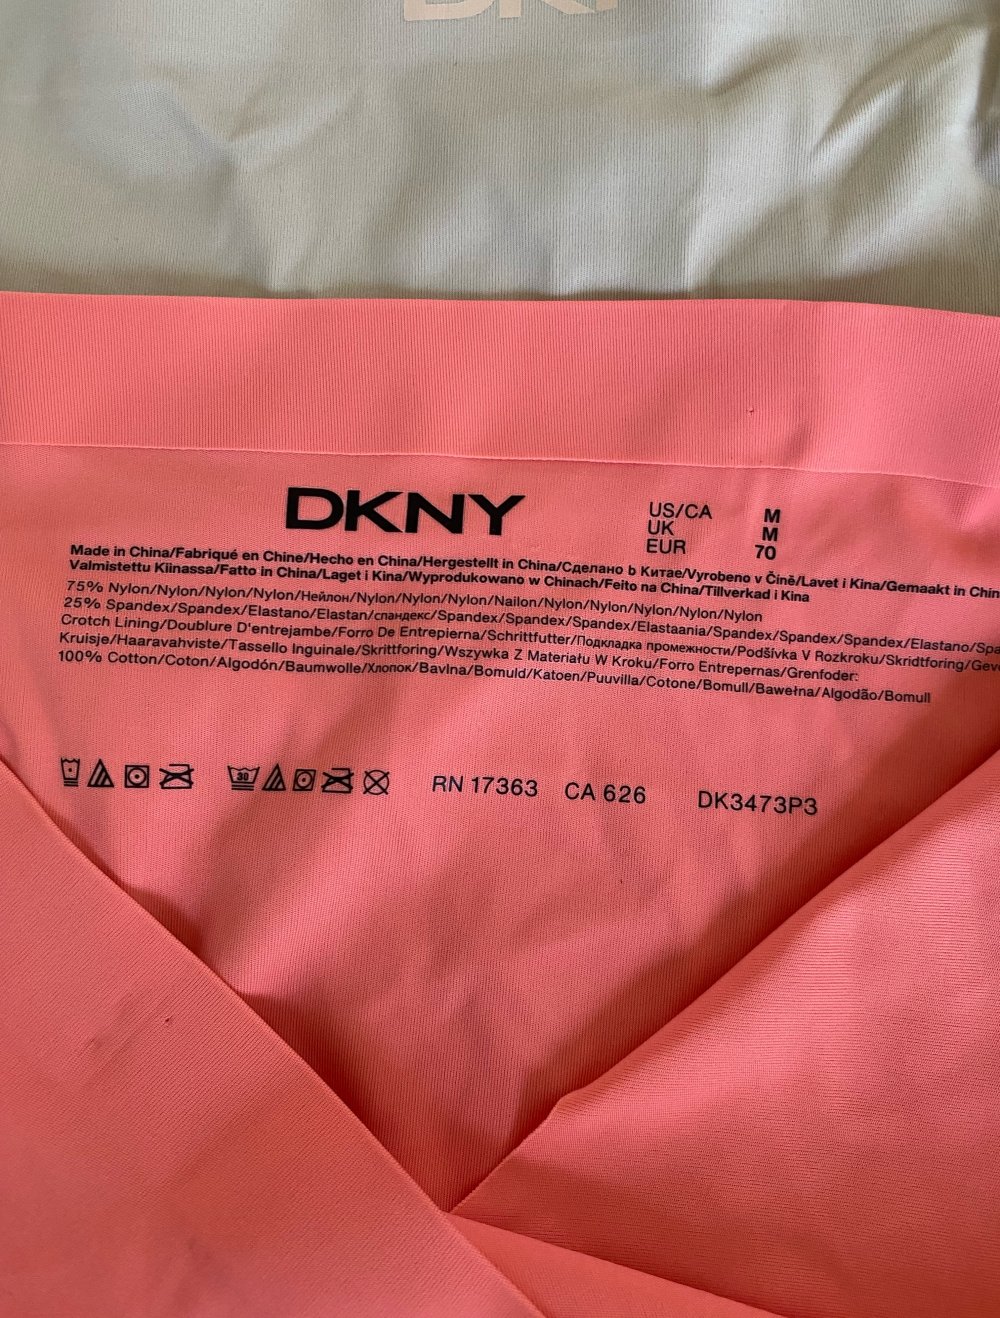 DKNY
DKNY
US/CA M
UK M
EUR 70
Made in China/Fabriqué en Chine/Hecho en China/Hergestellt in China/Сделано b Китае/Vyrobeno v Číně/Lavet i Kina/Gemaakt in Chin
Valmistettu Kiinassa/Fatto in China/Laget i Kina/Wyprodukowano w Chinach/Feito na China/Tillverkad i Kina
75% Nylon/Nylon/Nylon/Nylon/Нейлон/Nylon/Nylon/Nylon/Nailon/Nylon/Nylon/Nylon/Nylon/Nylon
25% Spandex/Spandex/Elastano/Elastan/спандекс/Spandex/Spandex/Spandex/Elastaania/Spandex/Spandex/Spandex/Elastano/Spa
Crotch Lining/Doublure D'entrejambe/Forro De Entrepierna/Schrittfutter/Подкладка промежности/Podšívka V Rozkroku/Skridtforing/Gev
Kruisje/Haaravahviste/Tassello Inguinale/Skrittforing/Wszywka Z Materiału W Kroku/Forro Entrepernas/Grenfoder:
100% Cotton/Coton/Algodón/Baumwolle/Хлопок/Bavlna/Bomuld/Katoen/Puuvilla/Cotone/Bomull/Bawełna/Algodão/Bomull
30 RN 17363 CA 626 DK3473P3